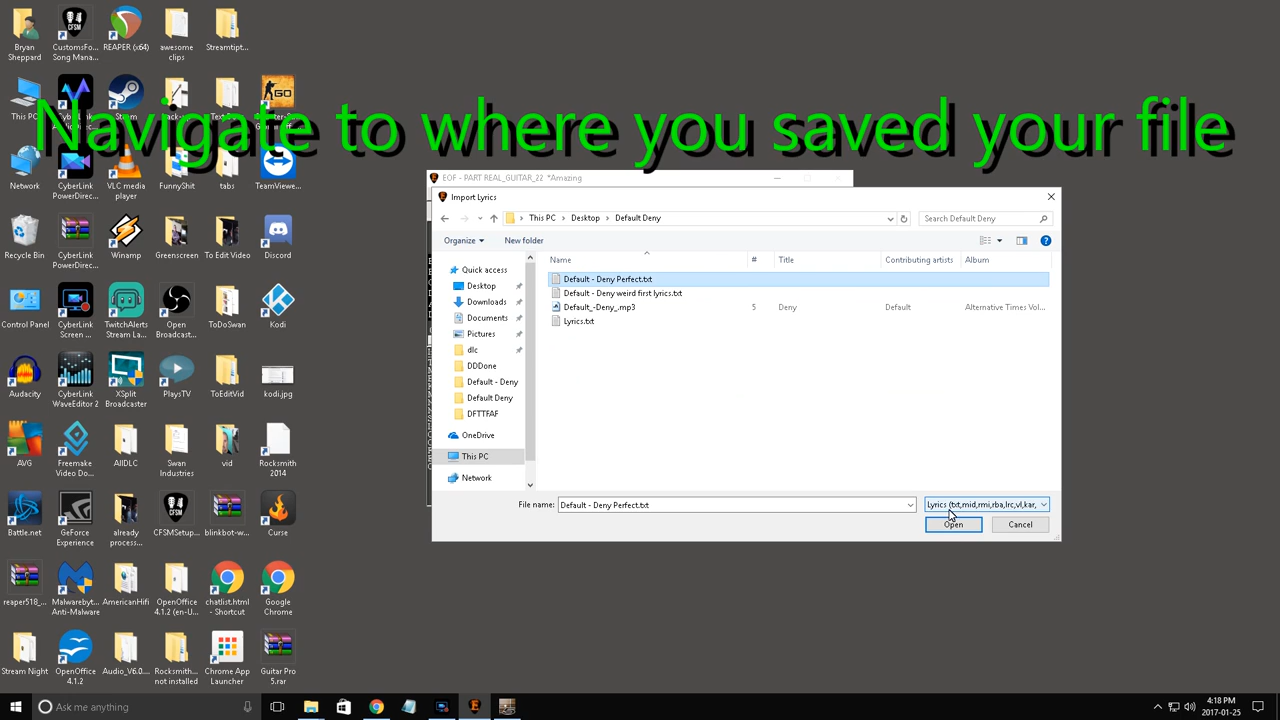 Navigate to where you saved your file
Bryan
Sheppard
CustomsFo...
Song Mana...
REAPER (x64)
awesome
clips
Streamtipt...
This PC
CyberLink
Steam
TeamViewe...
Network
CyberLink
PowerDirec...
VLC media
player
FunnyShit
tabs
Recycle Bin
CyberLink
PowerDirec...
Winamp
Greenscreen
To Edit Video
Discord
Control Panel
CyberLink
Screen ...
TwitchAlerts
Stream La...
Open
Broadcast...
ToDoSwan
Kodi
Audacity
CyberLink
WaveEditor 2
XSplit
Broadcaster
PlaysTV
ToEditVid
kodi.jpg
AVG
Freemake
Video Do...
AllDLC
Swan
Industries
vid
Rocksmith
2014
Battle.net
GeForce
Experience
already
process...
CFSMSetup...
blinkbot-w...
Curse
reaper518_...
Malwarebyt...
Anti-Malware
AmericanHifi
OpenOffice
4.1.2 (en-U...
chatlist.html
- Shortcut
Google
Chrome
Stream Night
OpenOffice
4.1.2
Audio_V6.0...
Rocksmith...
not installed
Chrome App
Launcher
Guitar Pro
5.rar
EOF - PART REAL_GUITAR_22 *Amazing
Import Lyrics
This PC > Desktop > Default Deny
Search Default Deny
Organize
New folder
Name # Title Contributing artists Album
Quick access
Desktop
Downloads
Documents
Pictures
dlc
DDDone
Default - Deny
Default Deny
DFTTFAF
OneDrive
This PC
Network
Default - Deny Perfect.txt
Default - Deny weird first lyrics.txt
Default_-Deny_.mp3 5 Deny Default Alternative Times Vol...
Lyrics.txt
File name: Default - Deny Perfect.txt Lyrics (txt,mid,rmi,rba,lrc,vl,kar,
Open Cancel
Ask me anything
4:18 PM
2017-01-25